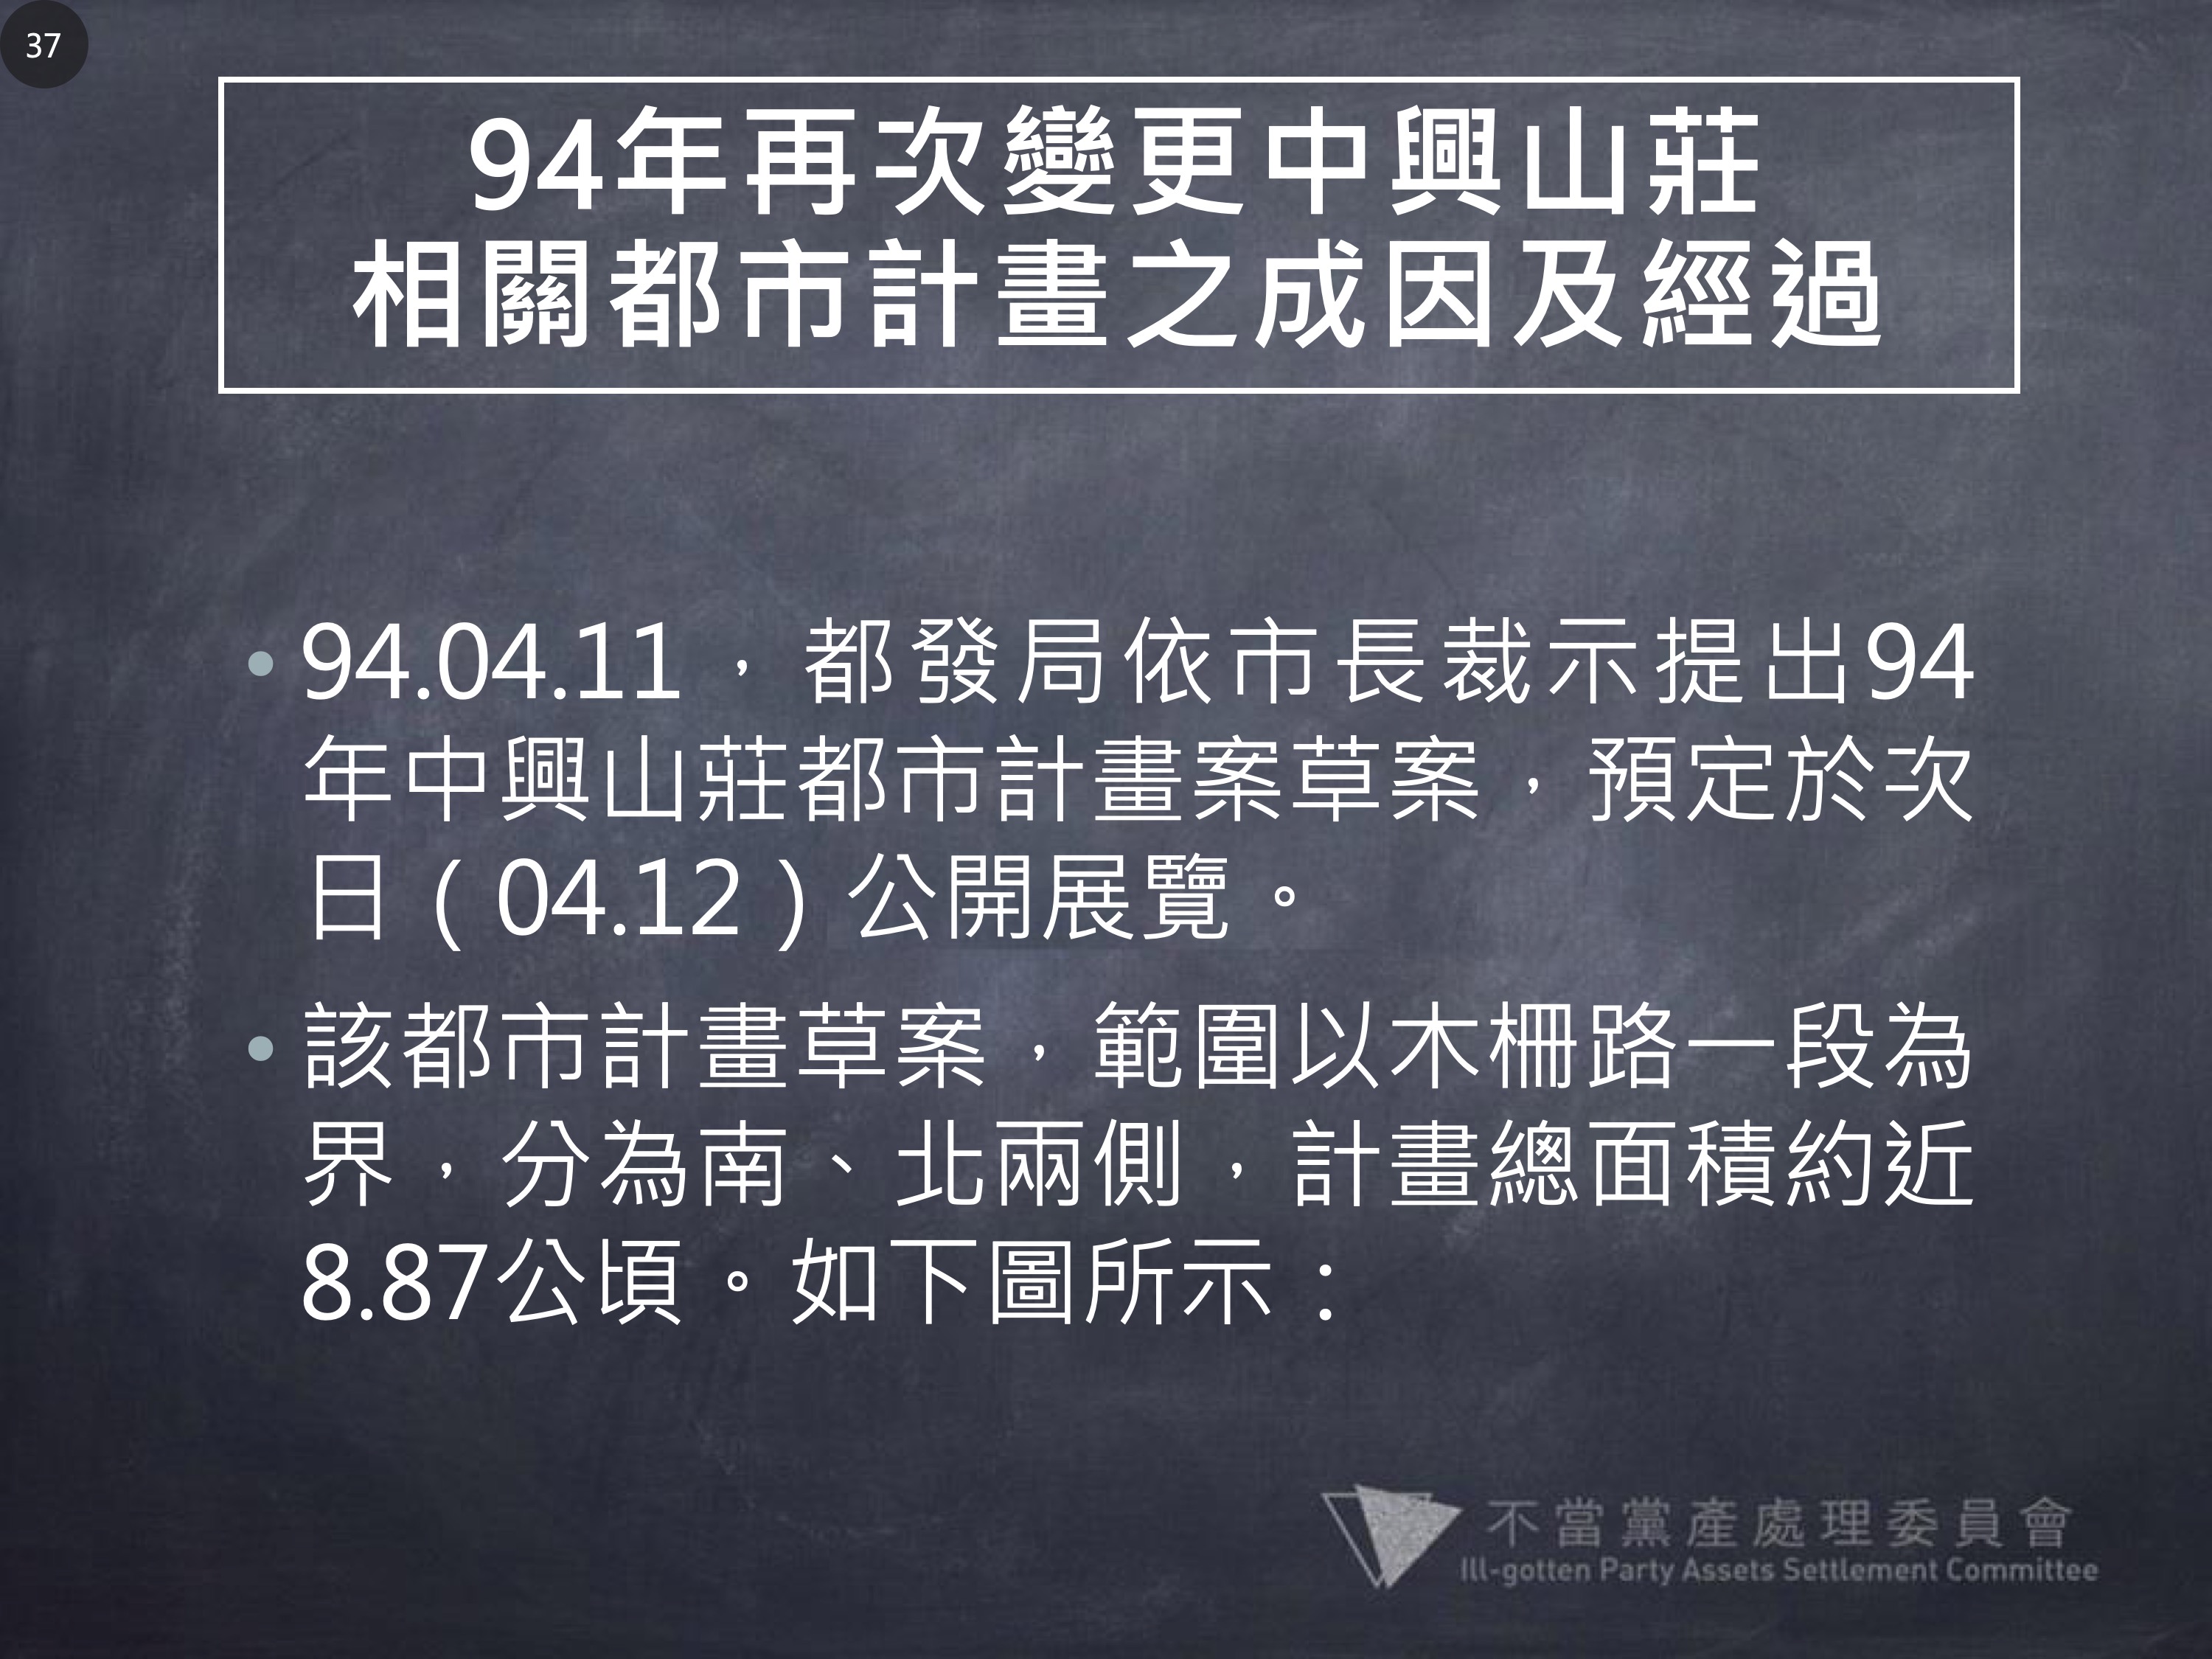 37
94年再次變更中興山莊
相關都市計畫之成因及經過
• 94.04.11，都發局依市長裁示提出94
年中興山莊都市計畫案草案，預定於次
日（04.12）公開展覽。
• 該都市計畫草案，範圍以木柵路一段為
界，分為南、北兩側，計畫總面積約近
8.87公頃。如下圖所示：
不當黨產處理委員會
Ill-gotten Party Assets Settlement Committee